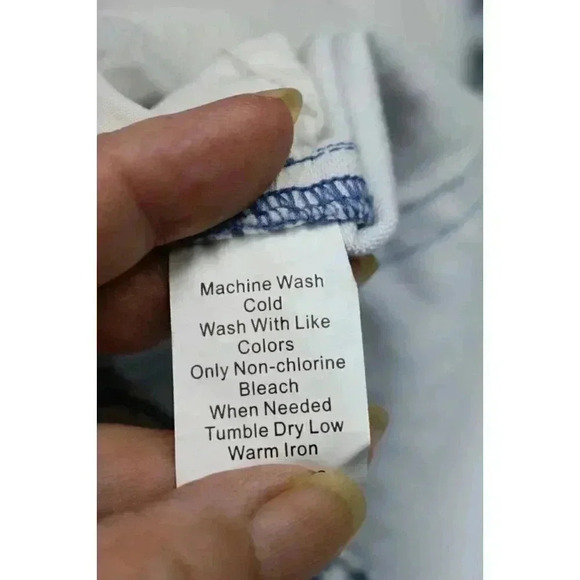 Machine Wash
Cold
Wash With Like
Colors
Only Non-chlorine
Bleach
When Needed
Tumble Dry Low
Warm Iron